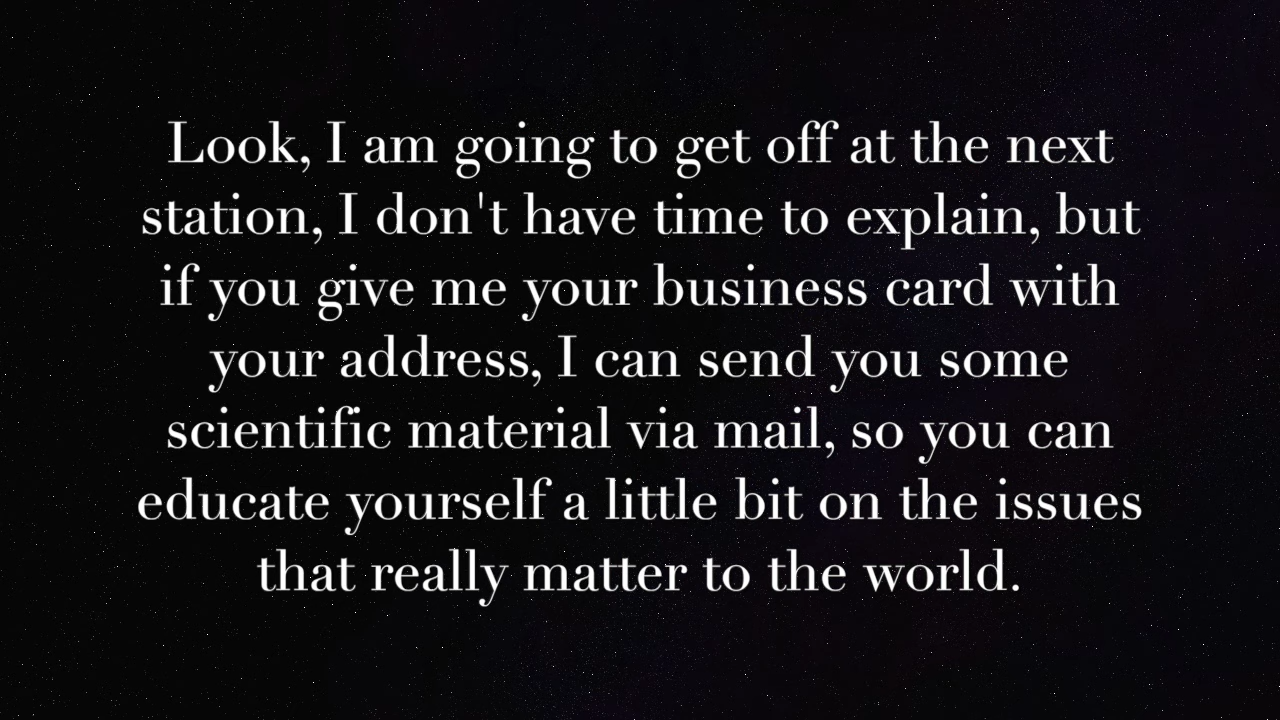 Look, I am going to get off at the next
station, I don't have time to explain, but
if you give me your business card with
your address, I can send you some
scientific material via mail, so you can
educate yourself a little bit on the issues
that really matter to the world.